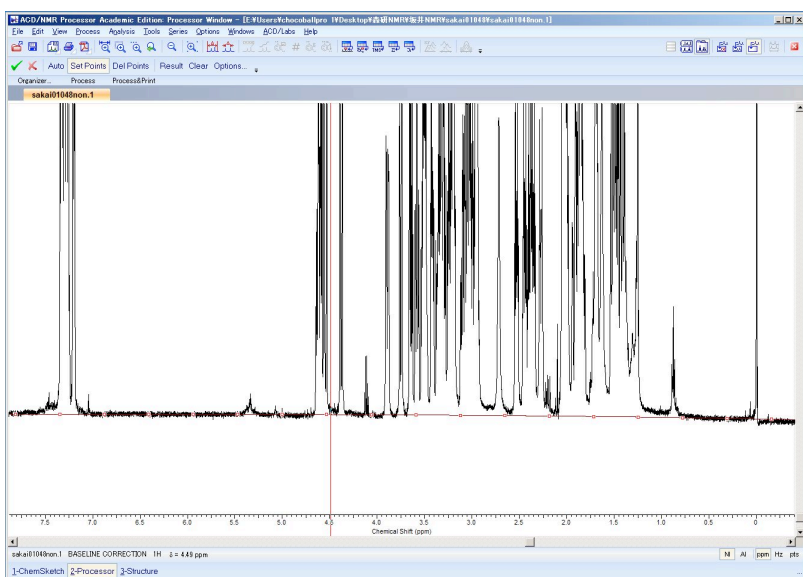 ACD/NMR Processor Academic Edition: Processor Window - [E:¥Users¥chocoballpro 1¥Desktop¥森研NMR¥坂井NMR¥sakai01048¥sakai01048non.1]
File Edit View Process Analysis Tools Series Options Windows ACD/Labs Help
Auto Set Points Del Points Result Clear Options...
Organizer... Process Process&Print
sakai01048non.1
7.5 7.0 6.5 6.0 5.5 5.0 4.5 4.0 3.5 3.0 2.5 2.0 1.5 1.0 0.5 0
Chemical Shift (ppm)
sakai01048non.1 BASELINE CORRECTION 1H δ = 4.49 ppm NI AI ppm Hz pts
1-ChemSketch 2-Processor 3-Structure